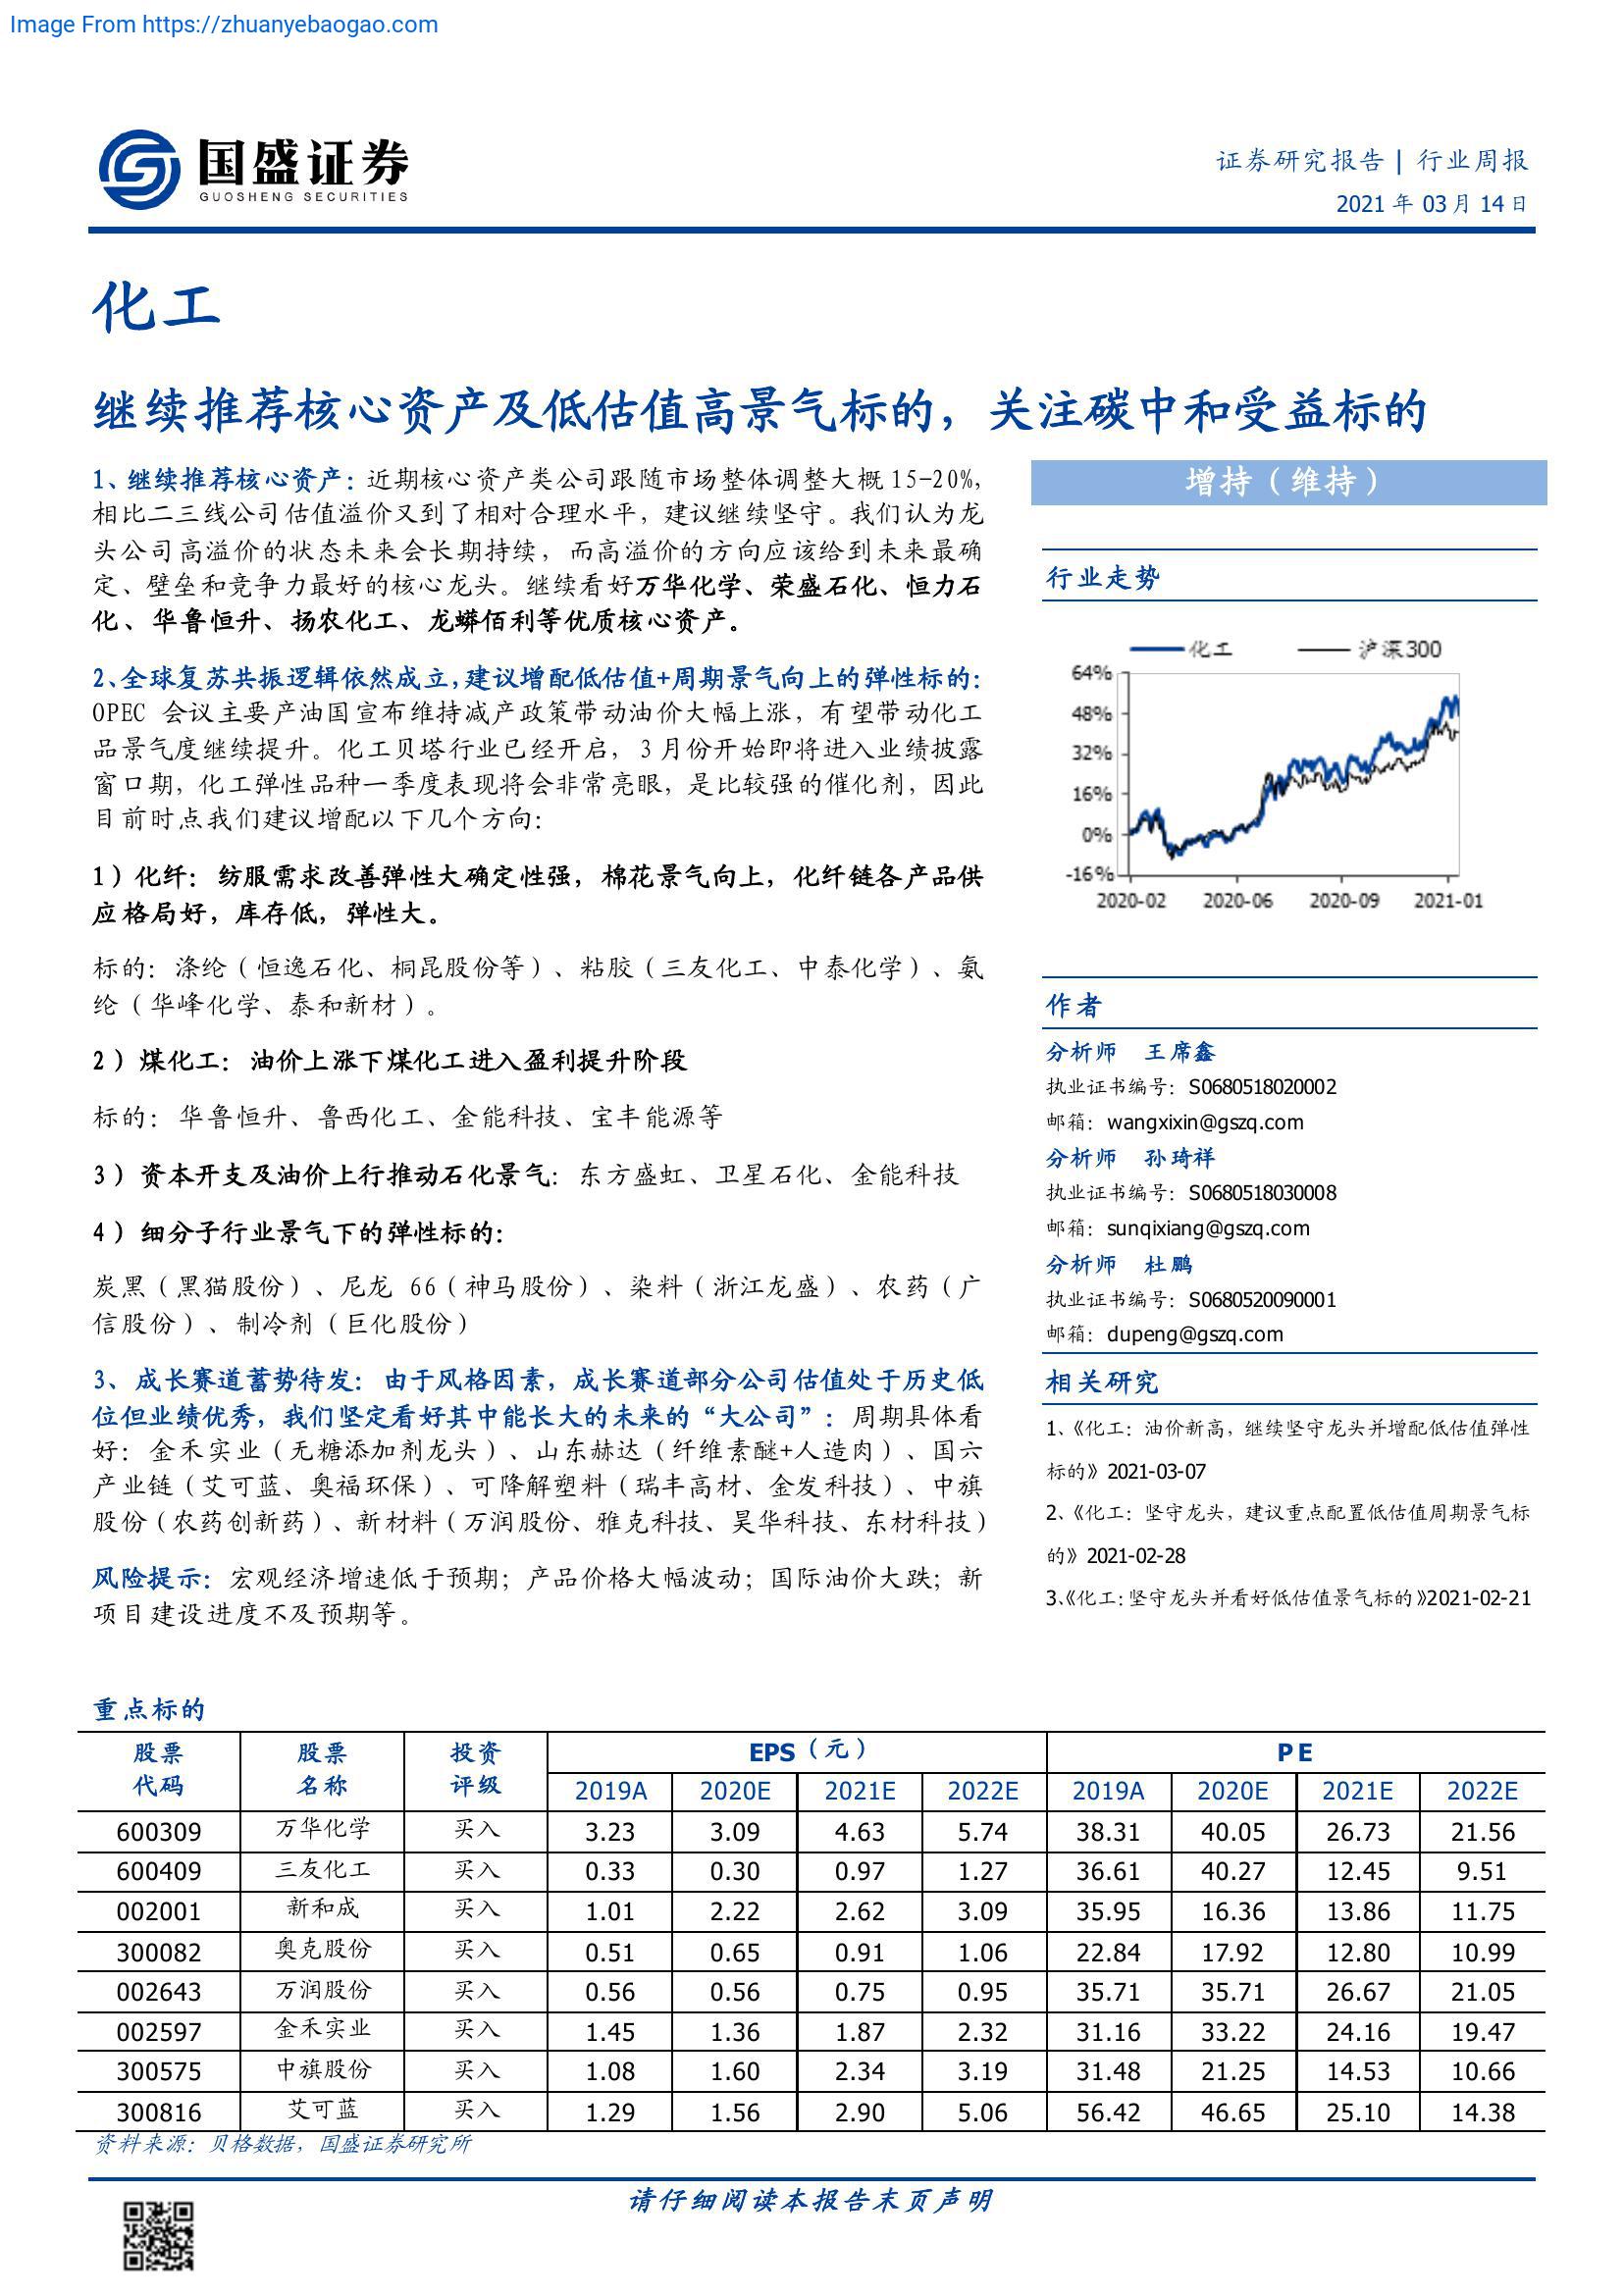 Image From https://zhuanyebaogao.com
国盛证券
GUOSHENG SECURITIES
证券研究报告 | 行业周报
2021 年 03 月 14 日
化工
继续推荐核心资产及低估值高景气标的，关注碳中和受益标的
1、继续推荐核心资产：近期核心资产类公司跟随市场整体调整大概 15-20%，
相比二三线公司估值溢价又到了相对合理水平，建议继续坚守。我们认为龙
头公司高溢价的状态未来会长期持续，而高溢价的方向应该给到未来最确
定、壁垒和竞争力最好的核心龙头。继续看好万华化学、荣盛石化、恒力石
化、华鲁恒升、扬农化工、龙蟒佰利等优质核心资产。
2、全球复苏共振逻辑依然成立，建议增配低估值+周期景气向上的弹性标的：
OPEC 会议主要产油国宣布维持减产政策带动油价大幅上涨，有望带动化工
品景气度继续提升。化工贝塔行业已经开启，3 月份开始即将进入业绩披露
窗口期，化工弹性品种一季度表现将会非常亮眼，是比较强的催化剂，因此
目前时点我们建议增配以下几个方向：
1）化纤：纺服需求改善弹性大确定性强，棉花景气向上，化纤链各产品供
应格局好，库存低，弹性大。
标的：涤纶（恒逸石化、桐昆股份等）、粘胶（三友化工、中泰化学）、氨
纶（华峰化学、泰和新材）。
2）煤化工：油价上涨下煤化工进入盈利提升阶段
标的：华鲁恒升、鲁西化工、金能科技、宝丰能源等
3）资本开支及油价上行推动石化景气：东方盛虹、卫星石化、金能科技
4）细分子行业景气下的弹性标的：
炭黑（黑猫股份）、尼龙 66（神马股份）、染料（浙江龙盛）、农药（广
信股份）、制冷剂（巨化股份）
3、成长赛道蓄势待发：由于风格因素，成长赛道部分公司估值处于历史低
位但业绩优秀，我们坚定看好其中能长大的未来的“大公司”：周期具体看
好：金禾实业（无糖添加剂龙头）、山东赫达（纤维素醚+人造肉）、国六
产业链（艾可蓝、奥福环保）、可降解塑料（瑞丰高材、金发科技）、中旗
股份（农药创新药）、新材料（万润股份、雅克科技、昊华科技、东材科技）
风险提示：宏观经济增速低于预期；产品价格大幅波动；国际油价大跌；新
项目建设进度不及预期等。
增持（维持）
行业走势
化工 沪深300
64%
48%
32%
16%
0%
-16%
2020-02 2020-06 2020-09 2021-01
作者
分析师 王席鑫
执业证书编号：S0680518020002
邮箱：wangxixin@gszq.com
分析师 孙琦祥
执业证书编号：S0680518030008
邮箱：sunqixiang@gszq.com
分析师 杜鹏
执业证书编号：S0680520090001
邮箱：dupeng@gszq.com
相关研究
1、《化工：油价新高，继续坚守龙头并增配低估值弹性
标的》2021-03-07
2、《化工：坚守龙头，建议重点配置低估值周期景气标
的》2021-02-28
3、《化工：坚守龙头并看好低估值景气标的》2021-02-21
重点标的
股票 股票 投资 EPS（元） P E
代码 名称 评级 2019A 2020E 2021E 2022E 2019A 2020E 2021E 2022E
600309 万华化学 买入 3.23 3.09 4.63 5.74 38.31 40.05 26.73 21.56
600409 三友化工 买入 0.33 0.30 0.97 1.27 36.61 40.27 12.45 9.51
002001 新和成 买入 1.01 2.22 2.62 3.09 35.95 16.36 13.86 11.75
300082 奥克股份 买入 0.51 0.65 0.91 1.06 22.84 17.92 12.80 10.99
002643 万润股份 买入 0.56 0.56 0.75 0.95 35.71 35.71 26.67 21.05
002597 金禾实业 买入 1.45 1.36 1.87 2.32 31.16 33.22 24.16 19.47
300575 中旗股份 买入 1.08 1.60 2.34 3.19 31.48 21.25 14.53 10.66
300816 艾可蓝 买入 1.29 1.56 2.90 5.06 56.42 46.65 25.10 14.38
资料来源：贝格数据，国盛证券研究所
请仔细阅读本报告末页声明